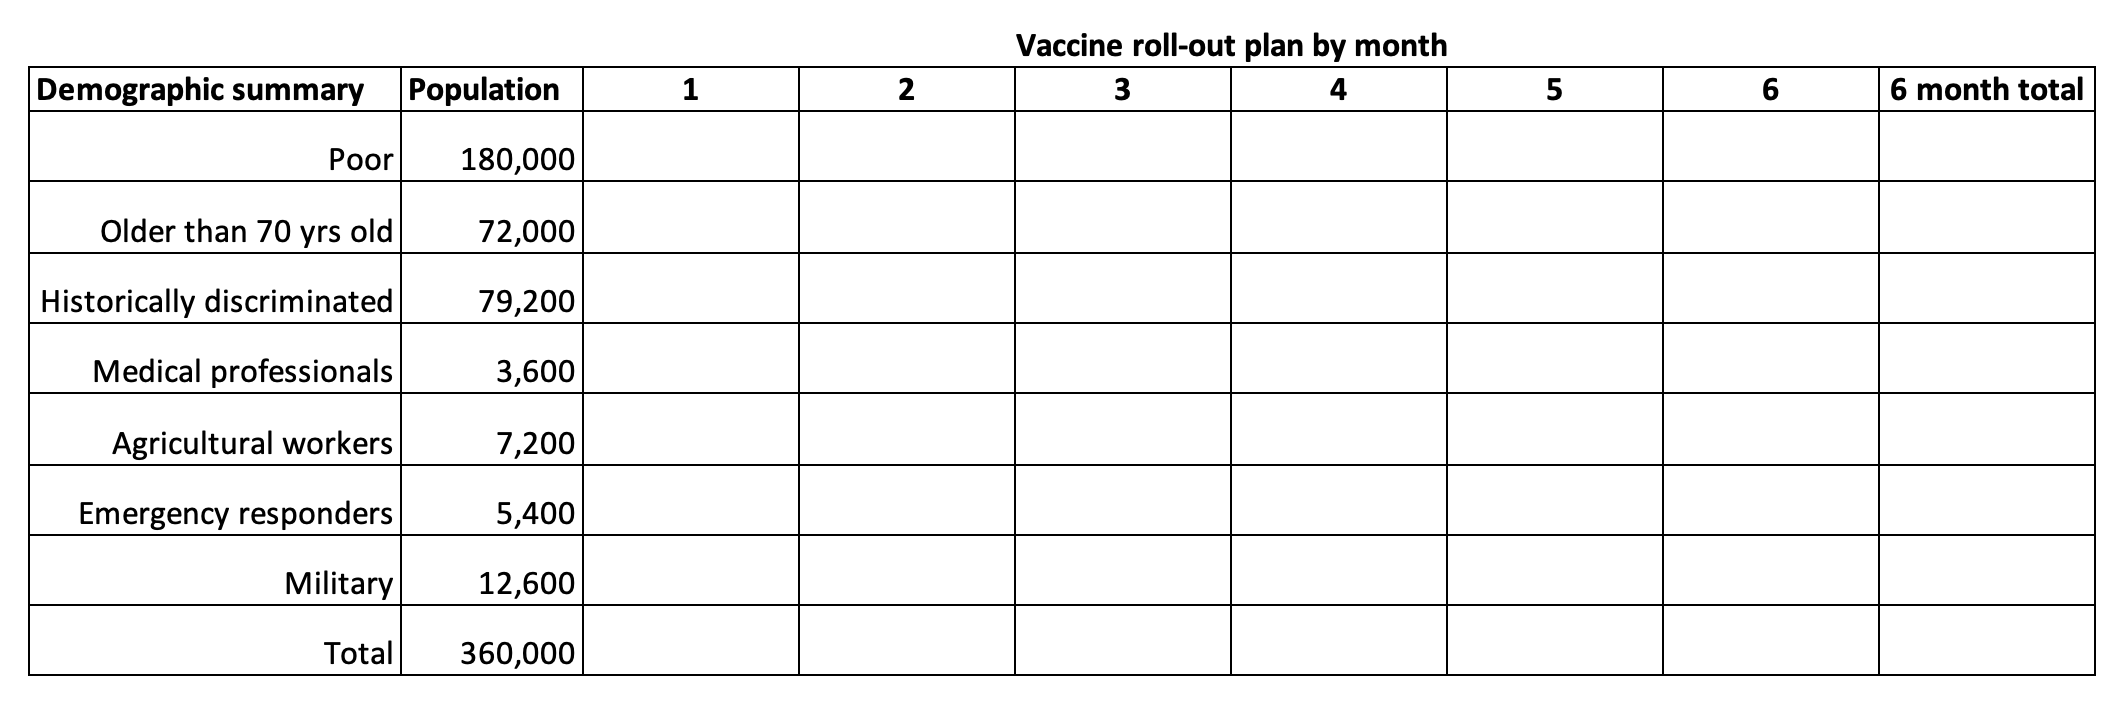 Vaccine roll-out plan by month
Demographic summary Population 1 2 3 4 5 6 6 month total
Poor 180,000
Older than 70 yrs old 72,000
Historically discriminated 79,200
Medical professionals 3,600
Agricultural workers 7,200
Emergency responders 5,400
Military 12,600
Total 360,000